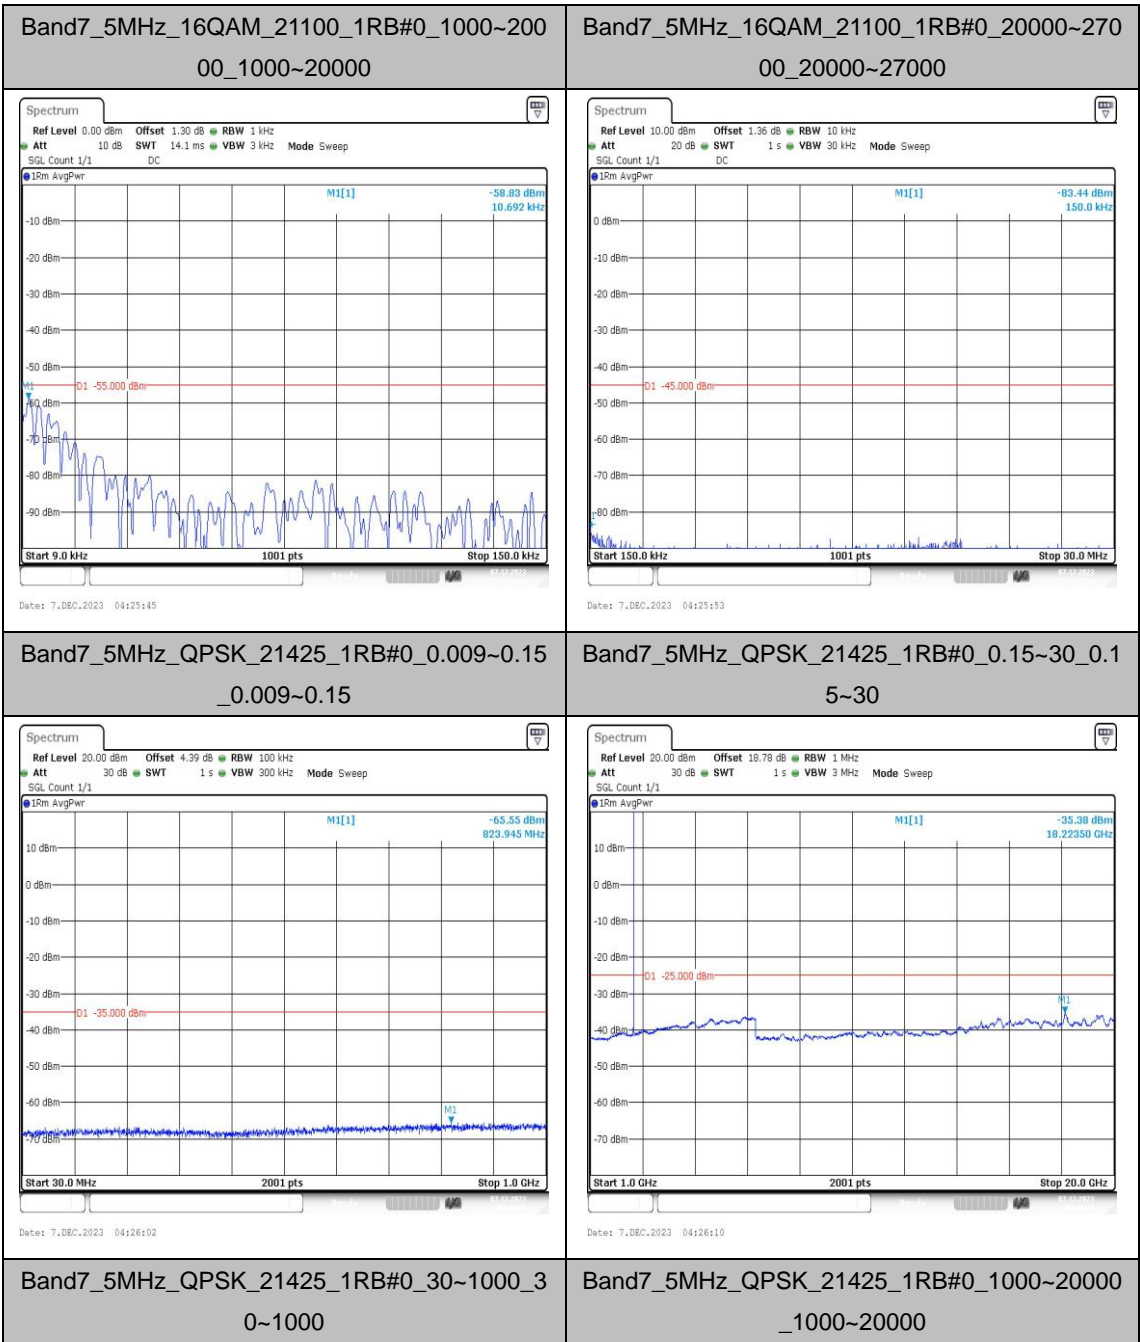 Band7_5MHz_16QAM_21100_1RB#0_1000~200
00_1000~20000
Band7_5MHz_16QAM_21100_1RB#0_20000~270
00_20000~27000
Spectrum
Ref Level 0.00 dBm Offset 1.30 dB RBW 1 kHz
Att 10 dB SWT 14.1 ms VBW 3 kHz Mode Sweep
SGL Count 1/1 DC
1Rm AvgPwr
M1[1] -58.83 dBm
10.692 kHz
-10 dBm
-20 dBm
-30 dBm
-40 dBm
-50 dBm
M1
D1 -55.000 dBm
-60 dBm
-70 dBm
-80 dBm
-90 dBm
Start 9.0 kHz 1001 pts Stop 150.0 kHz
Date: 7.DEC.2023 04:25:45
Spectrum
Ref Level 10.00 dBm Offset 1.36 dB RBW 10 kHz
Att 20 dB SWT 1 s VBW 30 kHz Mode Sweep
SGL Count 1/1 DC
1Rm AvgPwr
M1[1] -83.44 dBm
150.0 kHz
0 dBm
-10 dBm
-20 dBm
-30 dBm
-40 dBm
D1 -45.000 dBm
-50 dBm
-60 dBm
-70 dBm
-80 dBm
Start 150.0 kHz 1001 pts Stop 30.0 MHz
Date: 7.DEC.2023 04:25:53
Band7_5MHz_QPSK_21425_1RB#0_0.009~0.15
_0.009~0.15
Band7_5MHz_QPSK_21425_1RB#0_0.15~30_0.1
5~30
Spectrum
Ref Level 20.00 dBm Offset 4.39 dB RBW 100 kHz
Att 30 dB SWT 1 s VBW 300 kHz Mode Sweep
SGL Count 1/1
1Rm AvgPwr
M1[1] -65.55 dBm
823.945 MHz
10 dBm
0 dBm
-10 dBm
-20 dBm
-30 dBm
D1 -35.000 dBm
-40 dBm
-50 dBm
-60 dBm
M1
-70 dBm
Start 30.0 MHz 2001 pts Stop 1.0 GHz
Date: 7.DEC.2023 04:26:02
Spectrum
Ref Level 20.00 dBm Offset 18.78 dB RBW 1 MHz
Att 30 dB SWT 1 s VBW 3 MHz Mode Sweep
SGL Count 1/1
1Rm AvgPwr
M1[1] -35.38 dBm
18.22350 GHz
10 dBm
0 dBm
-10 dBm
-20 dBm
D1 -25.000 dBm
-30 dBm
M1
-40 dBm
-50 dBm
-60 dBm
-70 dBm
Start 1.0 GHz 2001 pts Stop 20.0 GHz
Date: 7.DEC.2023 04:26:10
Band7_5MHz_QPSK_21425_1RB#0_30~1000_3
0~1000
Band7_5MHz_QPSK_21425_1RB#0_1000~20000
_1000~20000